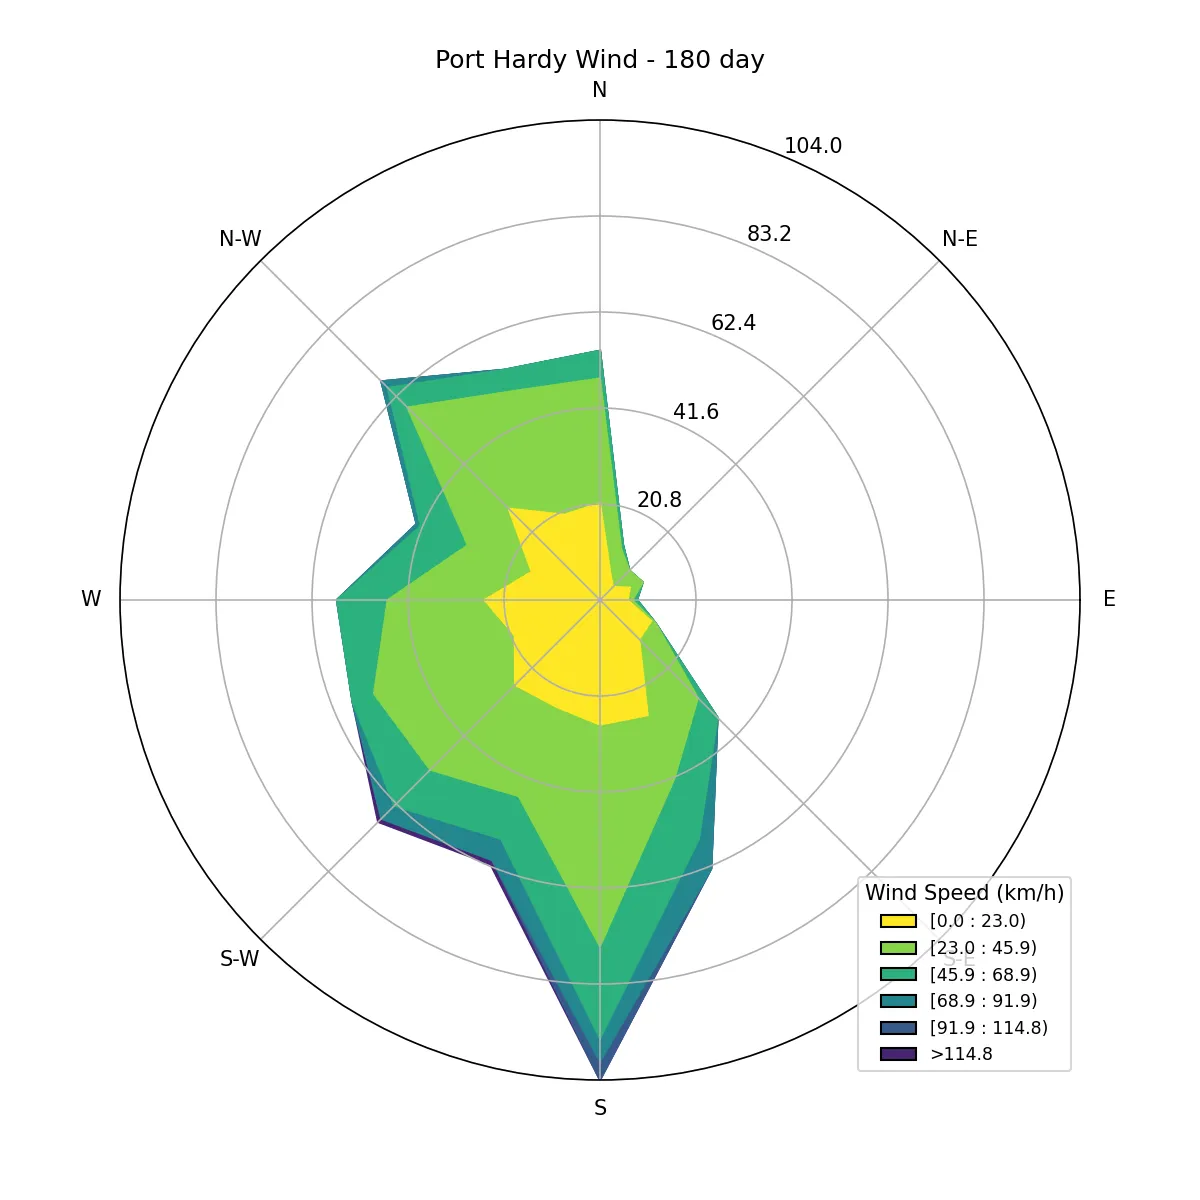 Port Hardy Wind - 180 day
N
104.0
N-W
83.2
N-E
62.4
41.6
20.8
W
E
S-W
S-E
S
Wind Speed (km/h)
[0.0 : 23.0)
[23.0 : 45.9)
[45.9 : 68.9)
[68.9 : 91.9)
[91.9 : 114.8)
>114.8